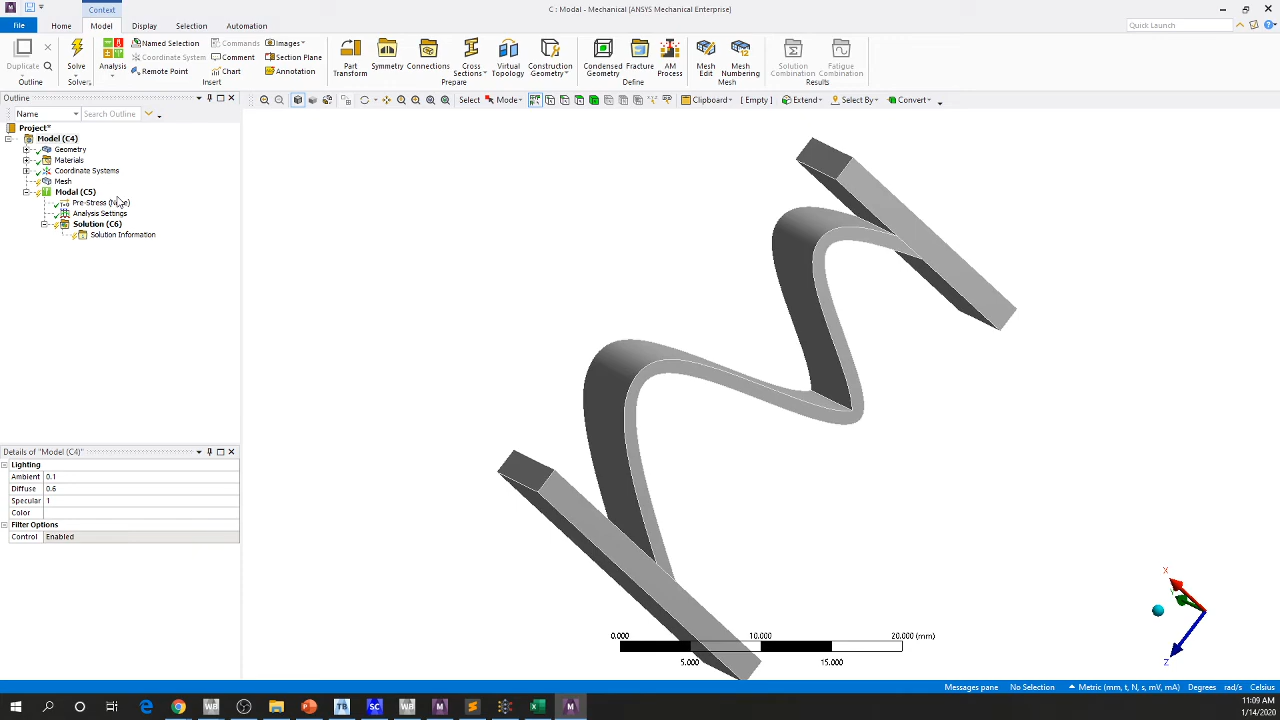 Context
C : Modal - Mechanical (ANSYS Mechanical Enterprise)
File Home Model Display Selection Automation
Quick Launch
Duplicate
Outline
Solve
Solver
Analysis
Named Selection
Coordinate System
Remote Point
Commands
Comment
Chart
Images
Section Plane
Annotation
Insert
Part Transform
Symmetry
Connections
Cross Sections
Virtual Topology
Construction Geometry
Prepare
Condensed Geometry
Fracture
AM Process
Define
Mesh Edit
Mesh Numbering
Mesh
Solution Combination
Fatigue Combination
Results
Outline
Name
Search Outline
Select Mode Clipboard [ Empty ] Extend Select By Convert
Project*
Model (C4)
Geometry
Materials
Coordinate Systems
Mesh
Modal (C5)
Pre-Stress
Analysis Settings
Solution (C6)
Solution Information
Details of "Model (C4)"
Lighting
Ambient 0.1
Diffuse 0.6
Specular 1
Color
Filter Options
Control Enabled
0.000 10.000 20.000 (mm)
5.000 15.000
X
Z
Messages pane No Selection Metric (mm, t, N, s, mV, mA) Degrees rad/s Celsius
WB TB SC WB M M
11:09 AM
1/14/2020